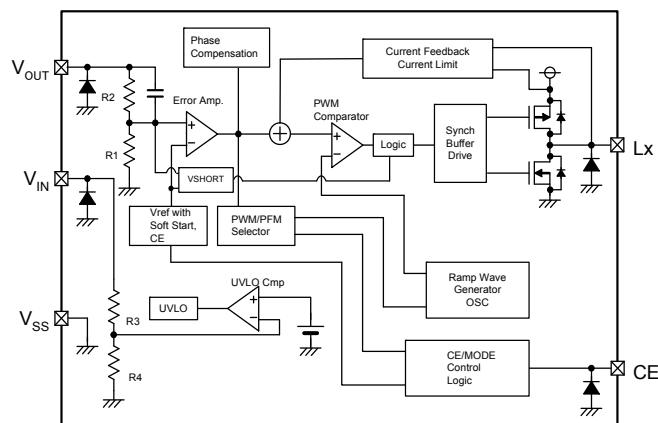 Phase
Compensation
Current Feedback
Current Limit
VOUT
R2
Error Amp.
PWM
Comparator
Logic
Synch
Buffer
Drive
Lx
R1
VSHORT
VIN
Vref with
Soft Start,
CE
PWM/PFM
Selector
Ramp Wave
Generator
OSC
UVLO Cmp
UVLO
R3
VSS
R4
CE/MODE
Control
Logic
CE